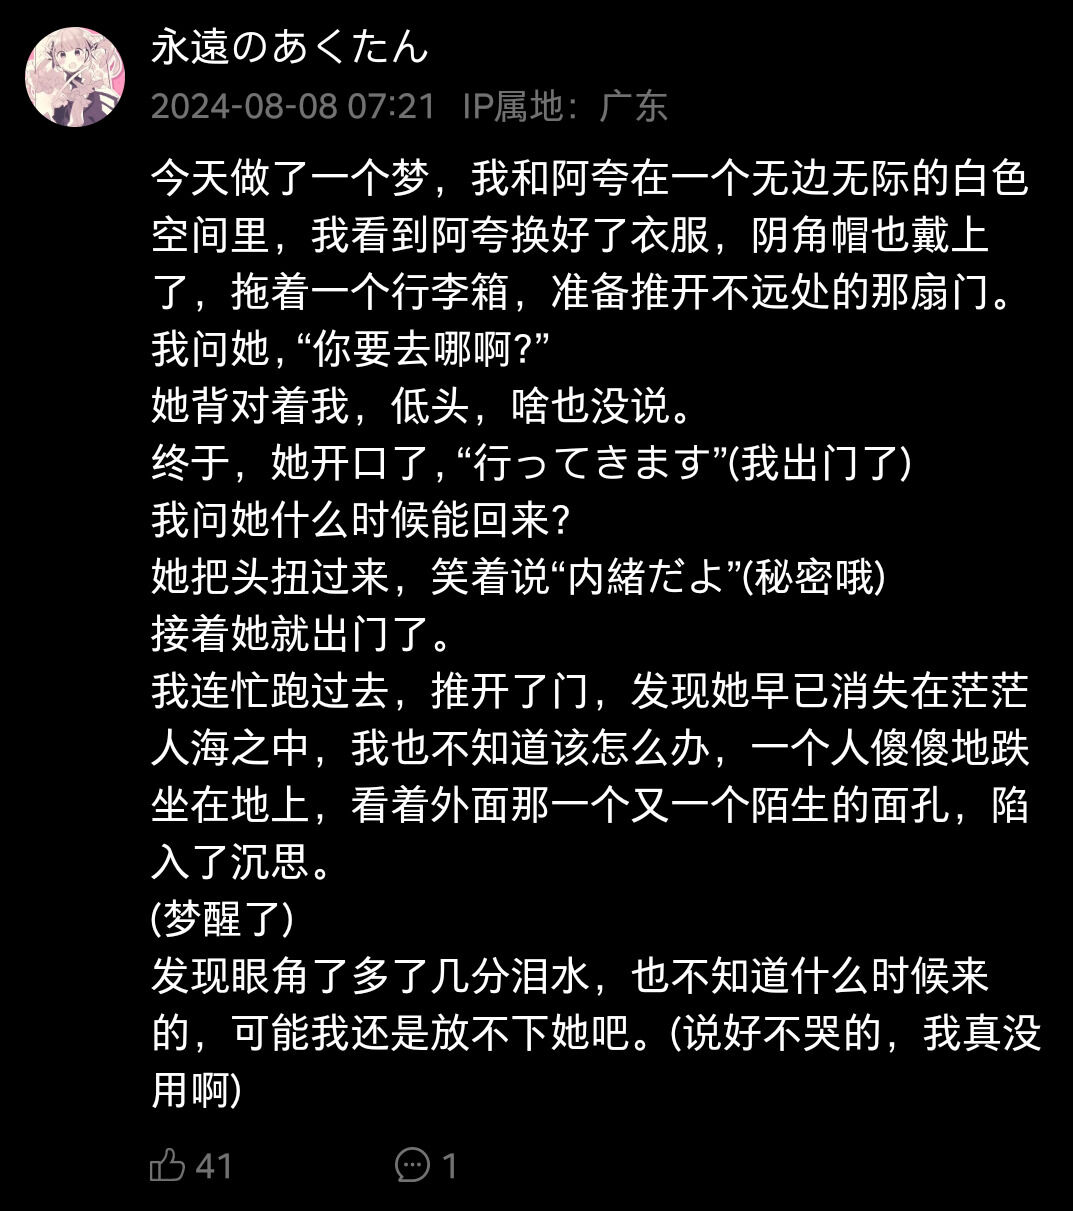 永遠のあくたん
2024-08-08 07:21 IP属地：广东
今天做了一个梦，我和阿夸在一个无边无际的白色
空间里，我看到阿夸换好了衣服，阴角帽也戴上
了，拖着一个行李箱，准备推开不远处的那扇门。
我问她, “你要去哪啊?”
她背对着我，低头，啥也没说。
终于，她开口了, “行ってきます”(我出门了)
我问她什么时候能回来?
她把头扭过来，笑着说“内緒だよ”(秘密哦)
接着她就出门了。
我连忙跑过去，推开了门，发现她早已消失在茫茫
人海之中，我也不知道该怎么办，一个人傻傻地跌
坐在地上，看着外面那一个又一个陌生的面孔，陷
入了沉思。
(梦醒了)
发现眼角了多了几分泪水，也不知道什么时候来
的，可能我还是放不下她吧。(说好不哭的，我真没
用啊)
41 1